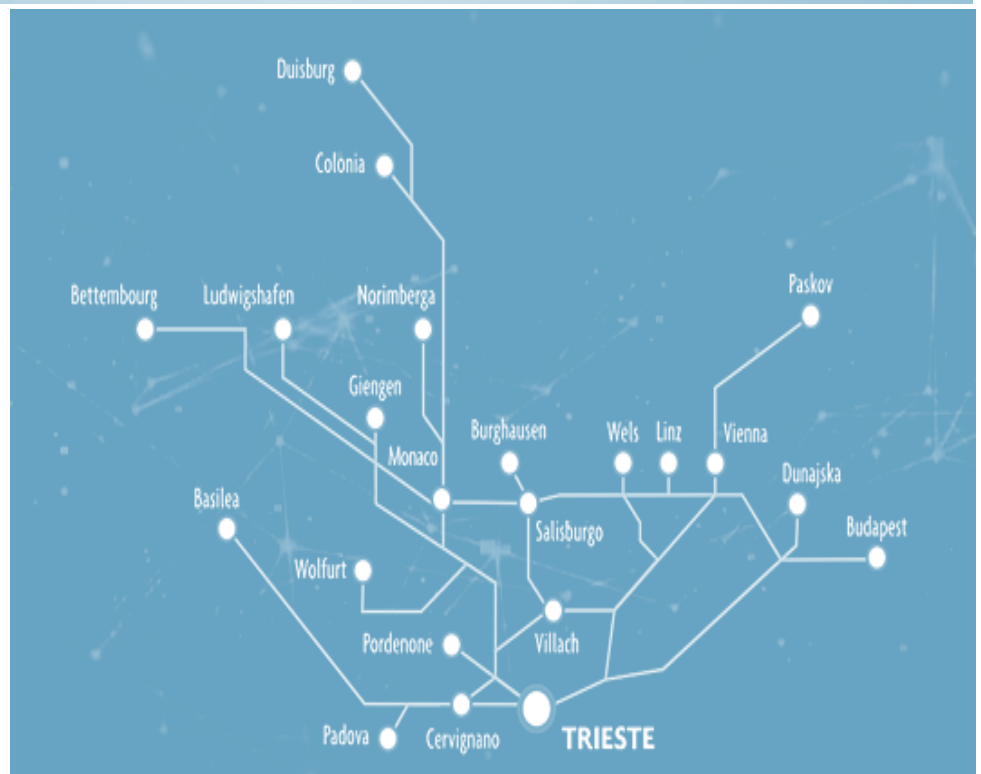 Duisburg
Colonia
Paskov
Bettembourg
Ludwigshafen
Norimberga
Giengen
Burghausen
Wels
Linz
Vienna
Monaco
Dunajska
Basilea
Salisburgo
Budapest
Wolfurt
Pordenone
Villach
Padova
Cervignano
TRIESTE